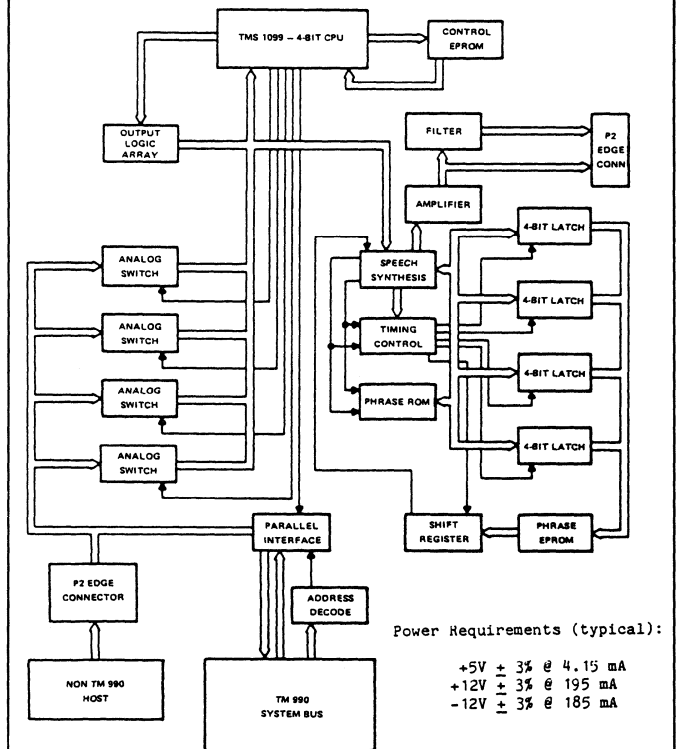 TMS 1099 – 4-BIT CPU
CONTROL
EPROM
OUTPUT
LOGIC
ARRAY
FILTER
P2
EDGE
CONN
AMPLIFIER
ANALOG
SWITCH
ANALOG
SWITCH
ANALOG
SWITCH
ANALOG
SWITCH
SPEECH
SYNTHESIS
TIMING
CONTROL
PHRASE ROM
4-BIT LATCH
4-BIT LATCH
4-BIT LATCH
4-BIT LATCH
PARALLEL
INTERFACE
SHIFT
REGISTER
PHRASE
EPROM
P2 EDGE
CONNECTOR
ADDRESS
DECODE
NON TM 990
HOST
TM 990
SYSTEM BUS
Power Requirements (typical):
+5V ± 3% @ 4.15 mA
+12V ± 3% @ 195 mA
-12V ± 3% @ 185 mA